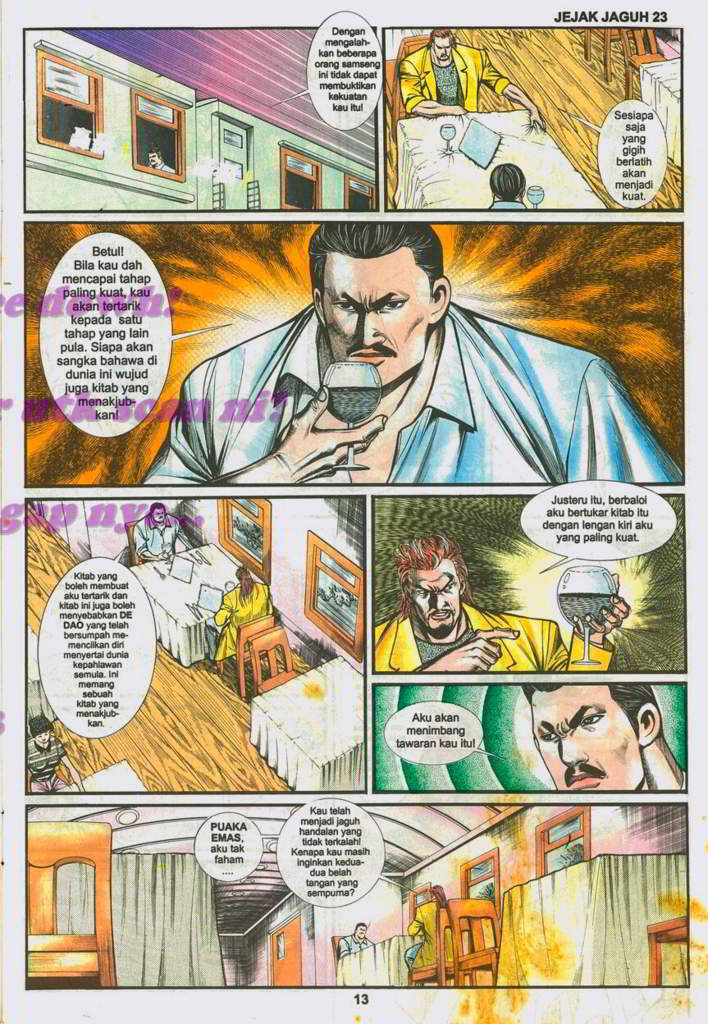 JEJAK JAGUH 23
Dengan
mengalah-
kan beberapa
orang samseng
ini tidak dapat
membuktikan
kekuatan
kau itu!
Sesiapa
saja
yang
gigih
berlatih
akan
menjadi
kuat.
Betul!
Bila kau dah
mencapai tahap
paling kuat, kau
akan tertarik
kepada satu
tahap yang lain
pula. Siapa akan
sangka bahawa di
dunia ini wujud
juga kitab yang
menakjub-
kan!
Kitab yang
boleh membuat
aku tertarik dan
kitab ini juga boleh
menyebabkan DE
DAO yang telah
bersumpah me-
mencilkan diri
menyertai dunia
kepahlawan
semula. Ini
memang
sebuah
kitab yang
menakjub-
kan.
Justeru itu, berbaloi
aku bertukar kitab itu
dengan lengan kiri aku
yang paling kuat.
Aku akan
menimbang
tawaran kau itu!
PUAKA
EMAS,
aku tak
faham
....
Kau telah
menjadi jaguh
handalan yang
tidak terkalah!
Kenapa kau masih
inginkan kedua-
dua belah
tangan yang
sempurna?
13